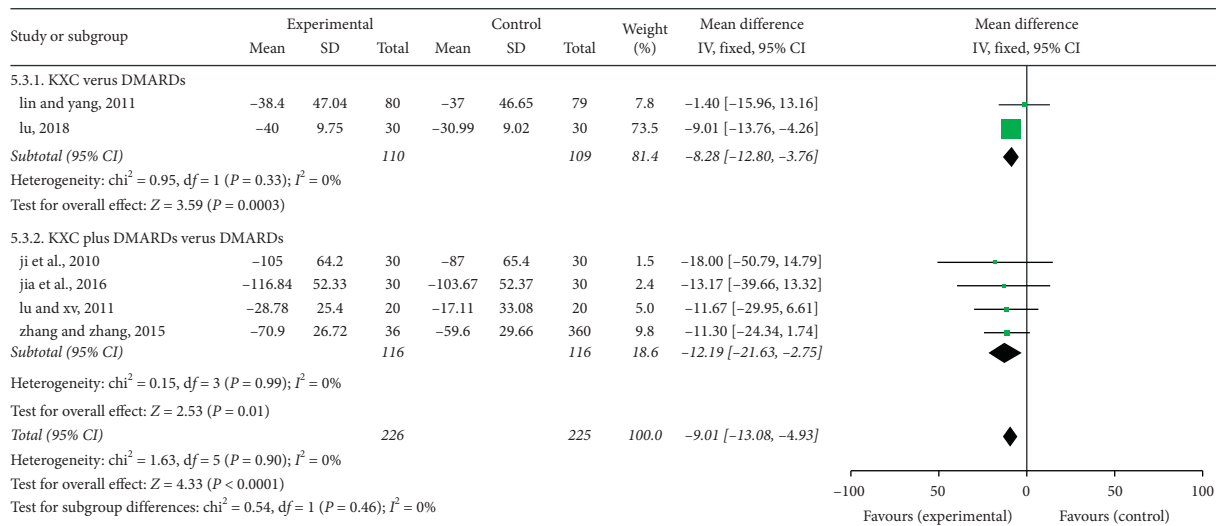 Study or subgroup Experimental Control Weight (%) Mean difference IV, fixed, 95% CI Mean difference IV, fixed, 95% CI
Mean SD Total Mean SD Total
5.3.1. KXC verus DMARDs
lin and yang, 2011 –38.4 47.04 80 –37 46.65 79 7.8 –1.40 [–15.96, 13.16]
lu, 2018 –40 9.75 30 –30.99 9.02 30 73.5 –9.01 [–13.76, –4.26]
Subtotal (95% CI) 110 109 81.4 –8.28 [–12.80, –3.76]
Heterogeneity: chi² = 0.95, df = 1 (P = 0.33); I² = 0%
Test for overall effect: Z = 3.59 (P = 0.0003)
5.3.2. KXC plus DMARDs versus DMARDs
ji et al., 2010 –105 64.2 30 –87 65.4 30 1.5 –18.00 [–50.79, 14.79]
jia et al., 2016 –116.84 52.33 30 –103.67 52.37 30 2.4 –13.17 [–39.66, 13.32]
lu and xv, 2011 –28.78 25.4 20 –17.11 33.08 20 5.0 –11.67 [–29.95, 6.61]
zhang and zhang, 2015 –70.9 26.72 36 –59.6 29.66 360 9.8 –11.30 [–24.34, 1.74]
Subtotal (95% CI) 116 116 18.6 –12.19 [–21.63, –2.75]
Heterogeneity: chi² = 0.15, df = 3 (P = 0.99); I² = 0%
Test for overall effect: Z = 2.53 (P = 0.01)
Total (95% CI) 226 225 100.0 –9.01 [–13.08, –4.93]
Heterogeneity: chi² = 1.63, df = 5 (P = 0.90); I² = 0%
Test for overall effect: Z = 4.33 (P < 0.0001)
Test for subgroup differences: chi² = 0.54, df = 1 (P = 0.46); I² = 0%
–100 50 0 50 100
Favours (experimental) Favours (control)